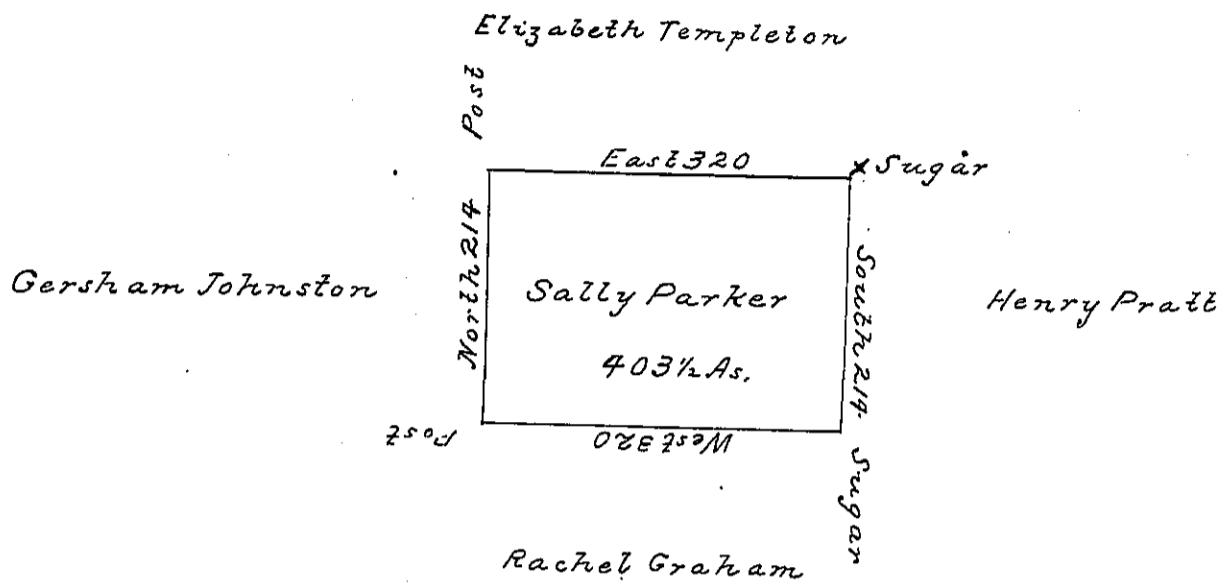 Elizabeth Templeton
Post
East 320
Sugar
North 214
Gersham Johnston
Sally Parker
South 214
Henry Pratt
403½ As.
Post
West 320
Sugar
Rachel Graham